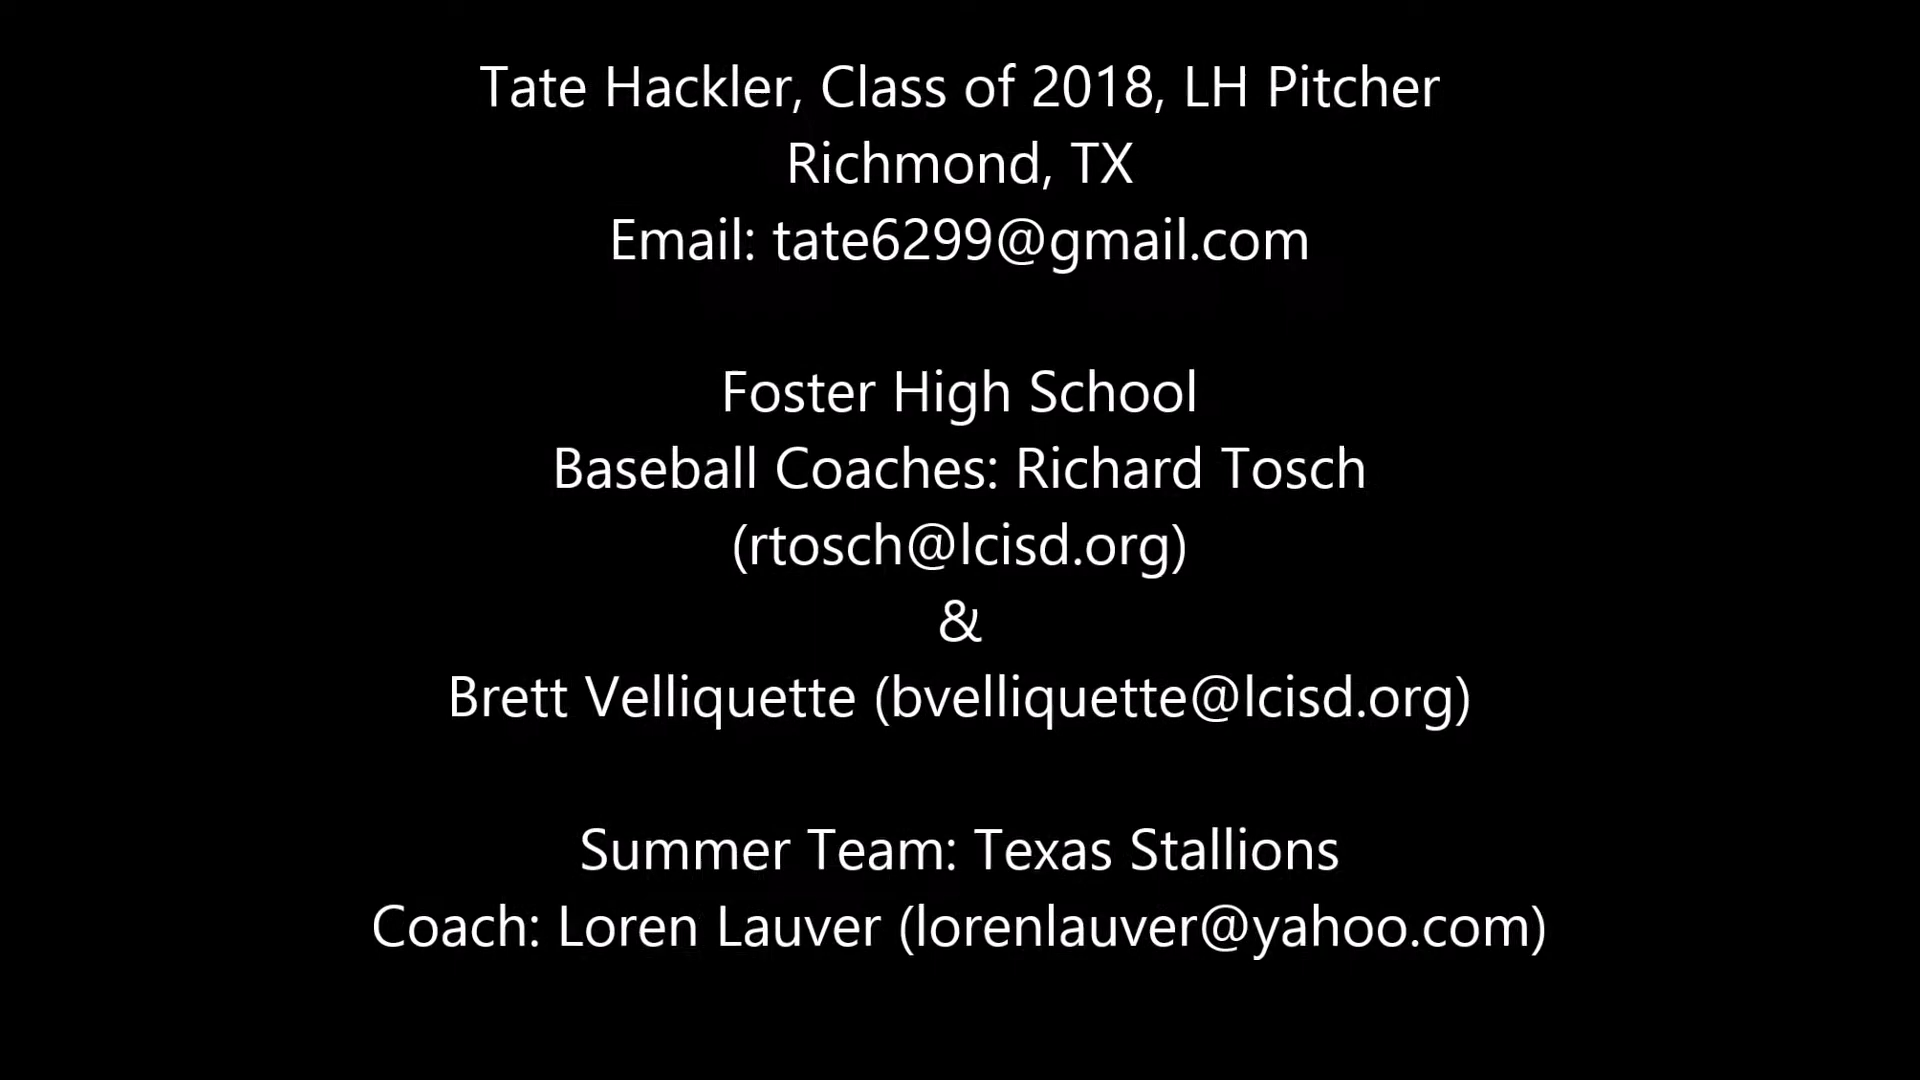 Tate Hackler, Class of 2018, LH Pitcher
Richmond, TX
Email: tate6299@gmail.com
Foster High School
Baseball Coaches: Richard Tosch
(rtosch@lcisd.org)
&
Brett Velliquette (bvelliquette@lcisd.org)
Summer Team: Texas Stallions
Coach: Loren Lauver (lorenlauver@yahoo.com)